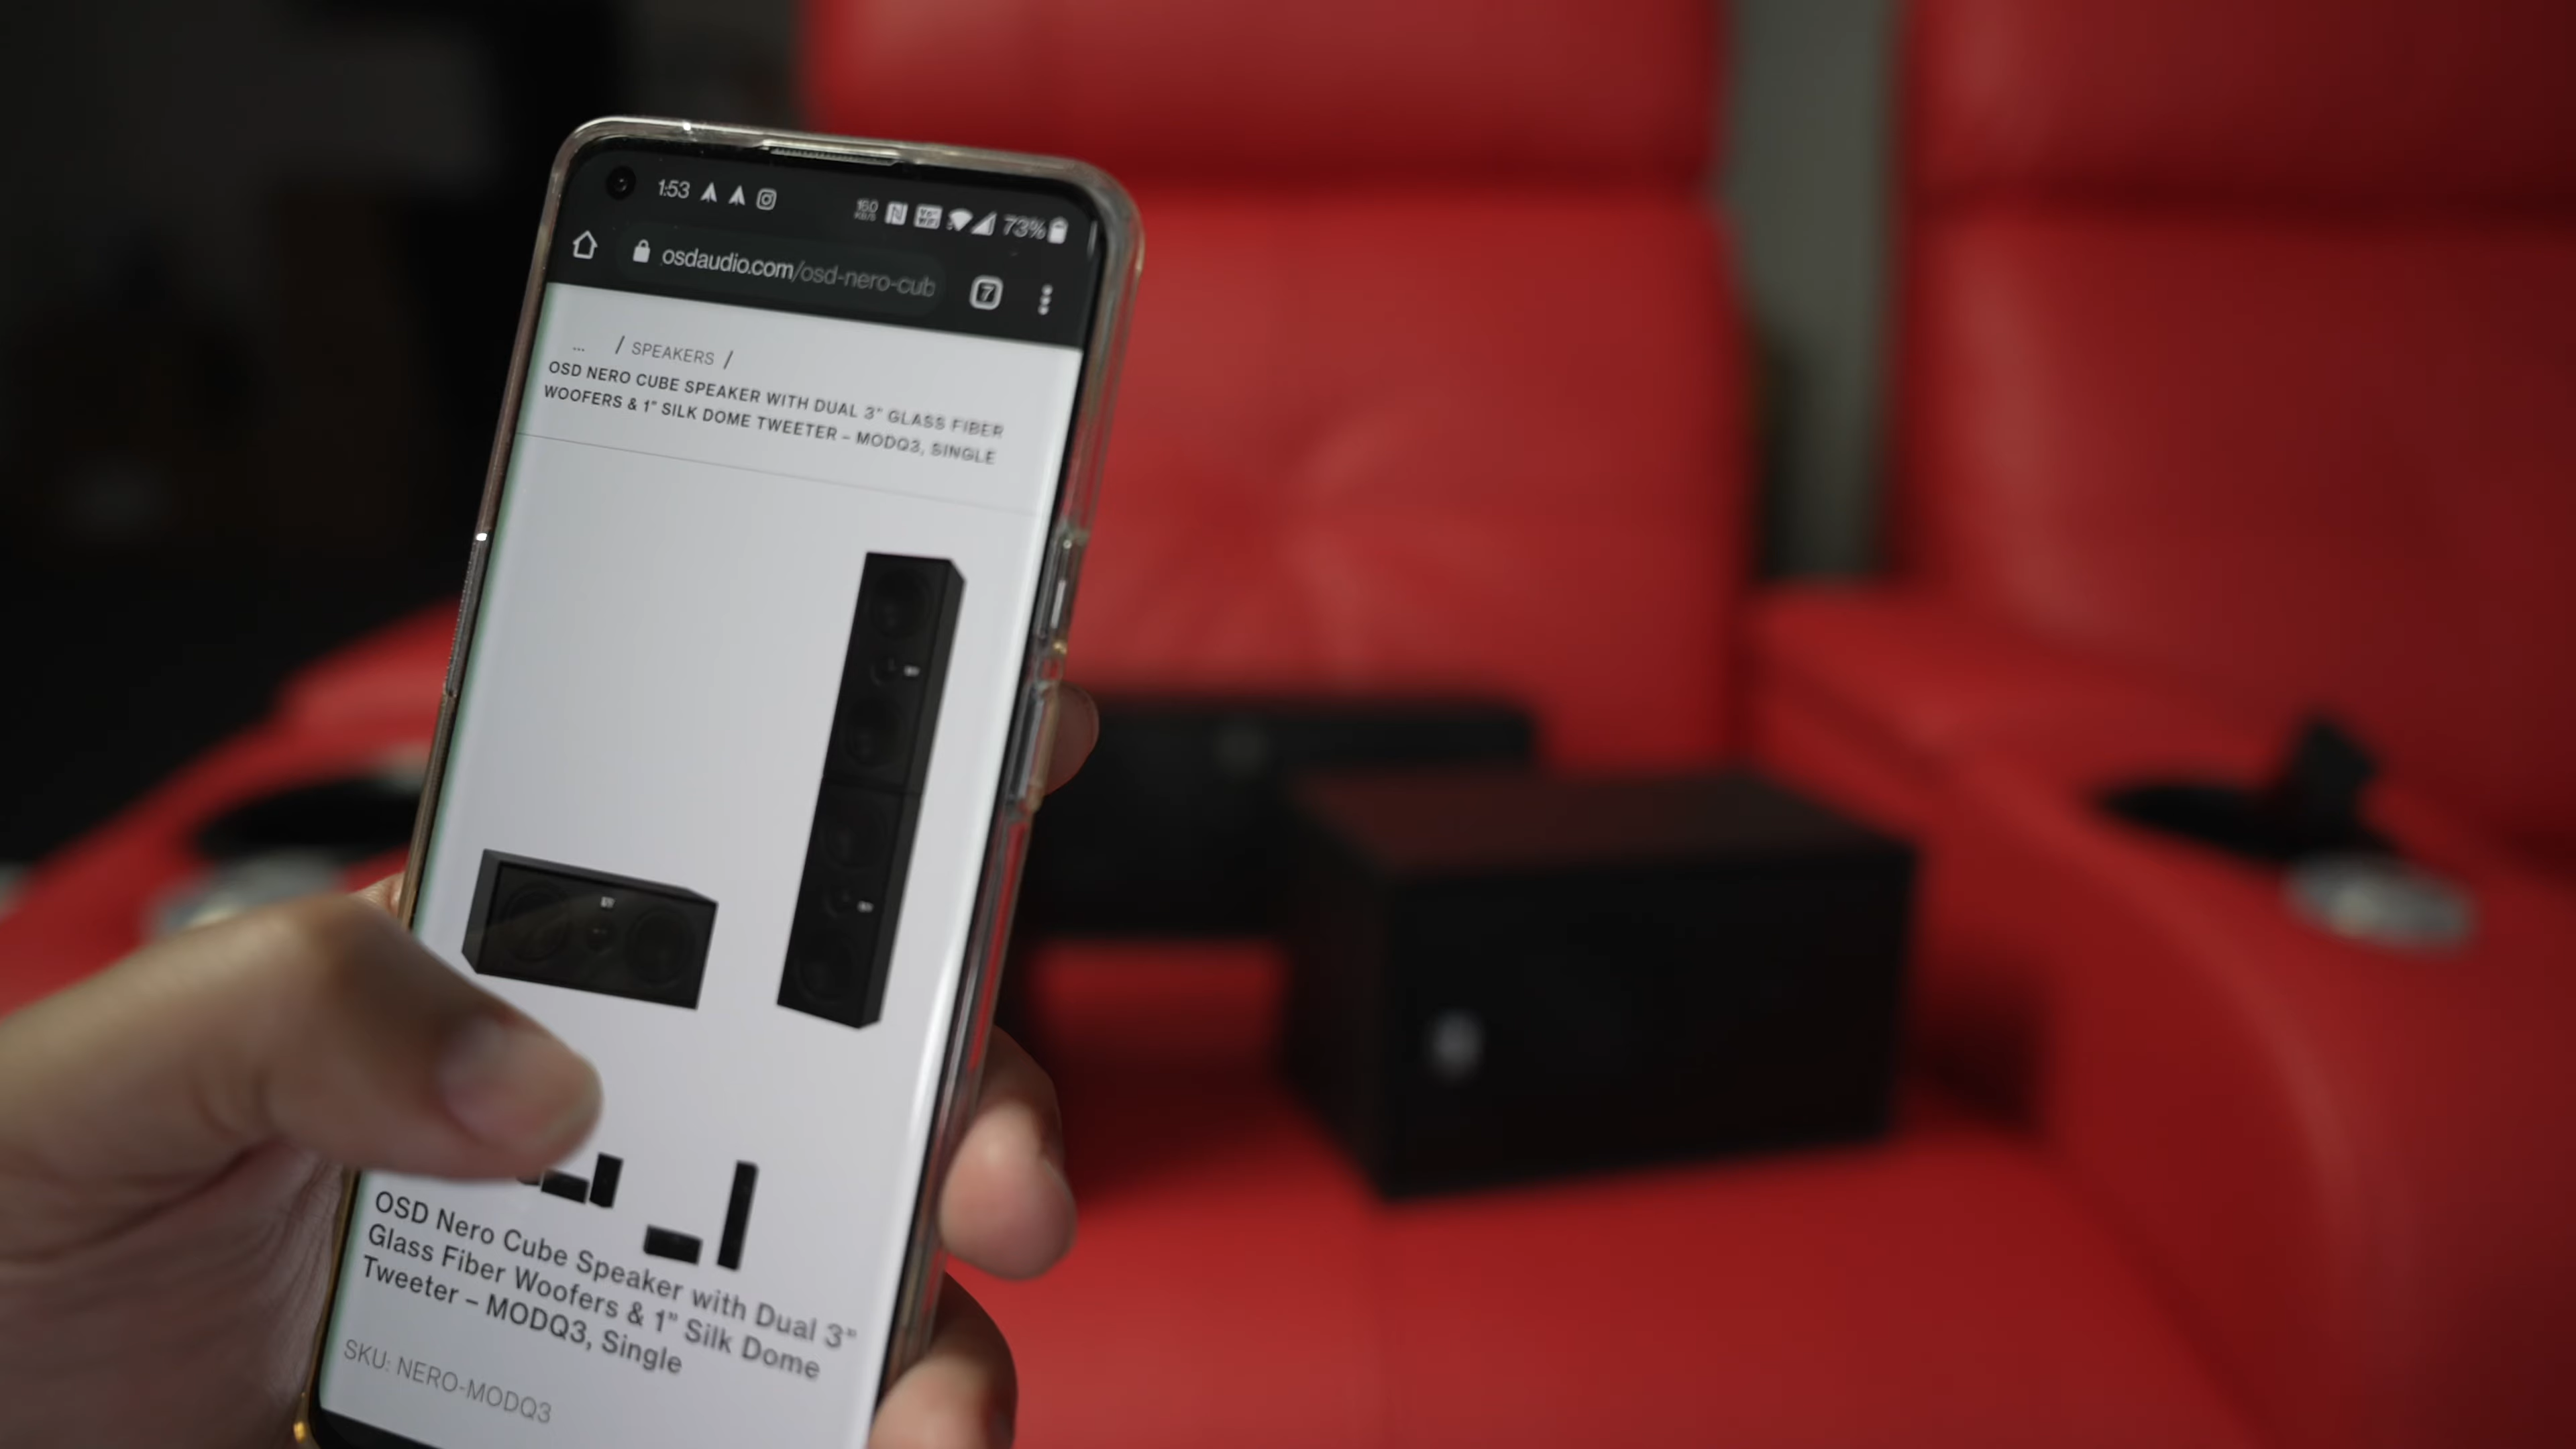 1:53 73%
osdaudio.com/osd-nero-cub 7
... / SPEAKERS /
OSD NERO CUBE SPEAKER WITH DUAL 3" GLASS FIBER
WOOFERS & 1" SILK DOME TWEETER – MODQ3, SINGLE
OSD Nero Cube Speaker with Dual 3"
Glass Fiber Woofers & 1" Silk Dome
Tweeter – MODQ3, Single
SKU: NERO-MODQ3